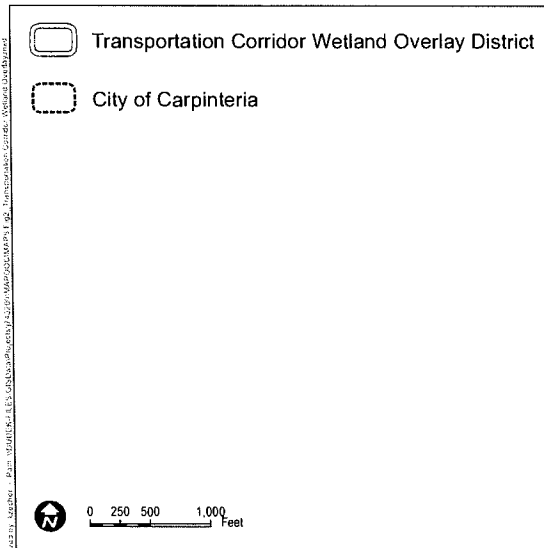 Transportation Corridor Wetland Overlay District
City of Carpinteria
N
0 250 500 1,000
Feet